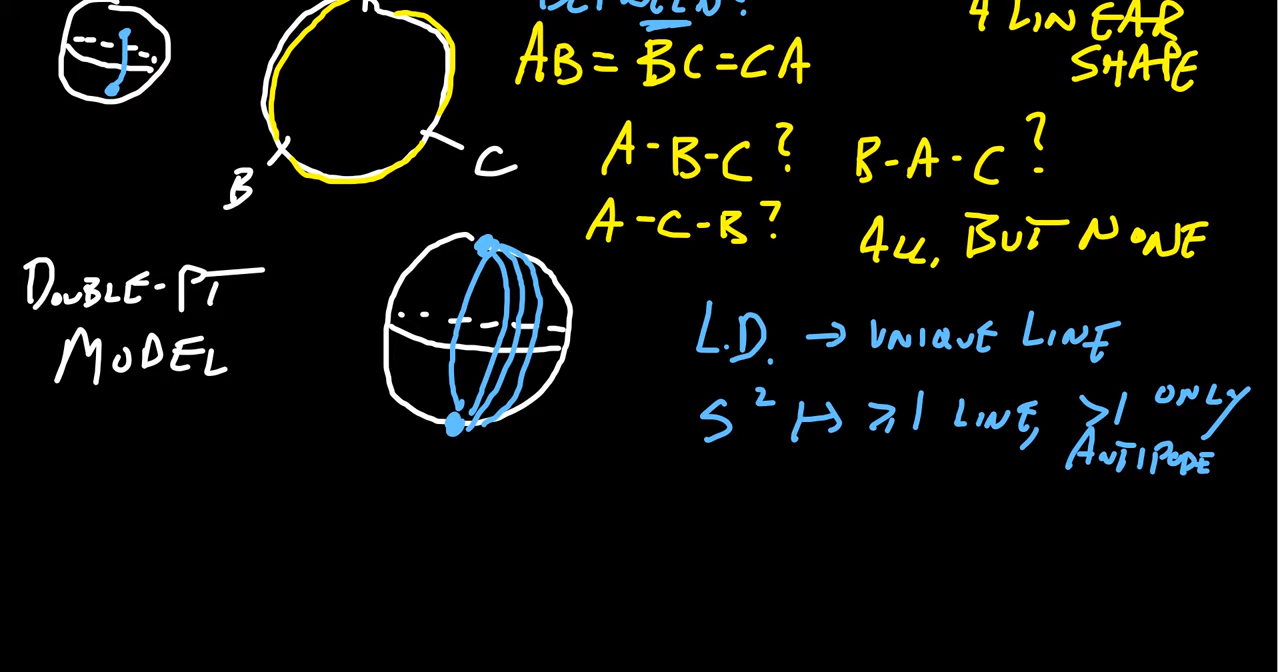 BETWEEN?
4 LINEAR
SHAPE
AB = BC = CA
A-B-C? B-A-C?
A-C-B? ALL, BUT NONE
B
C
DOUBLE-PT
MODEL
L.D. → UNIQUE LINE
S² ↦ ⩾1 LINE, >1 ONLY
ANTIPODE